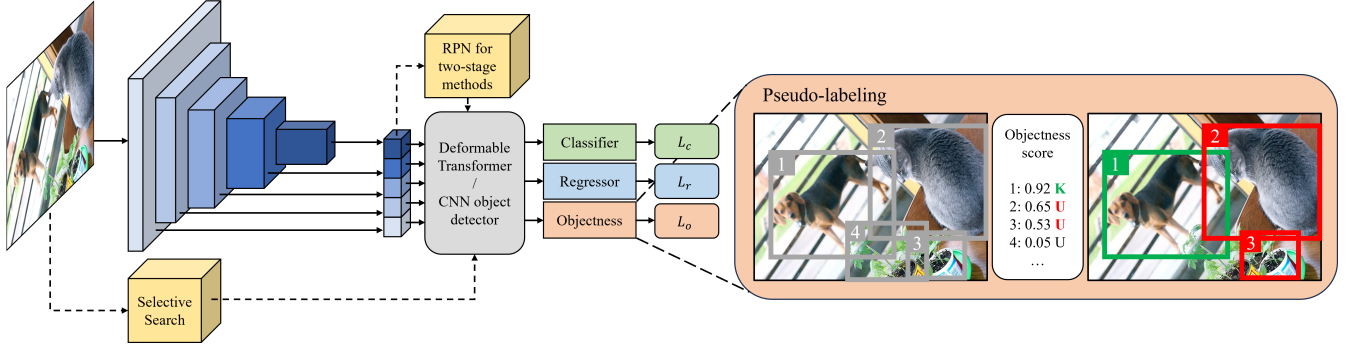 RPN for
two-stage
methods
Selective
Search
Deformable
Transformer
/
CNN object
detector
Classifier
Regressor
Objectness
L_c
L_r
L_o
Pseudo-labeling
1
2
3
4
Objectness
score
1: 0.92 K
2: 0.65 U
3: 0.53 U
4: 0.05 U
…
1
2
3